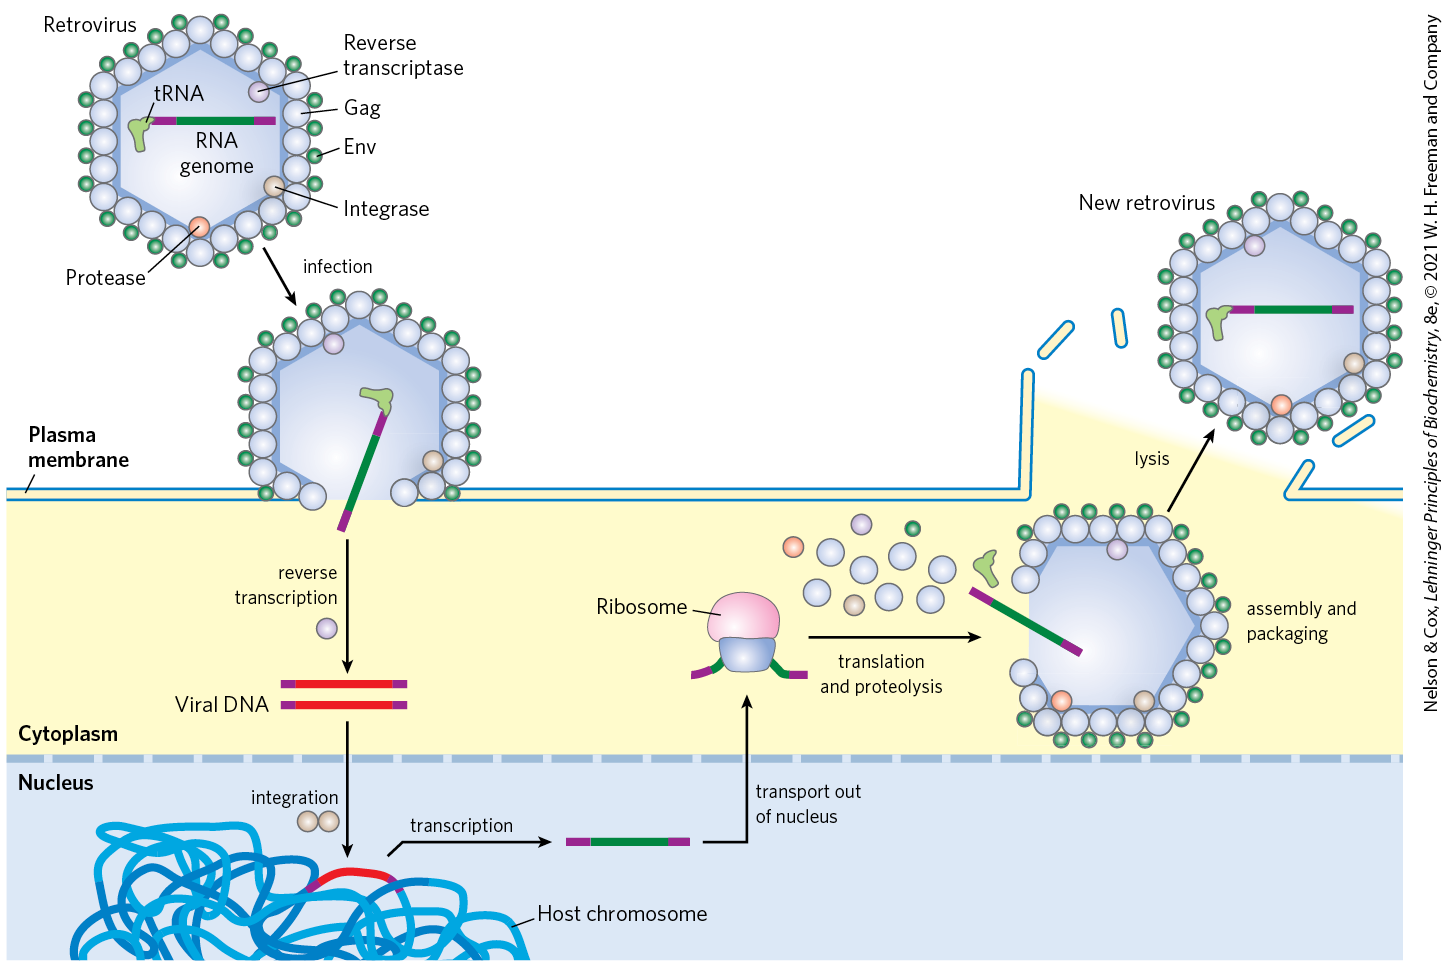 Retrovirus
Reverse
transcriptase
tRNA
Gag
RNA
genome
Env
Integrase
Protease
infection
New retrovirus
Plasma
membrane
lysis
reverse
transcription
Ribosome
assembly and
packaging
translation
and proteolysis
Viral DNA
Cytoplasm
Nucleus
integration
transcription
transport out
of nucleus
Host chromosome
Nelson & Cox, Lehninger Principles of Biochemistry, 8e, © 2021 W. H. Freeman and Company